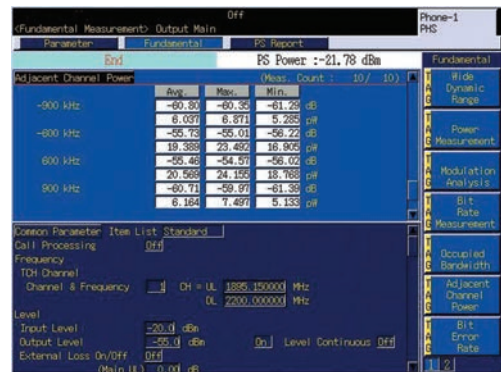 Off
Phone-1
<Fundamental Measurement> Output Main
PHS
Parameter Fundamental PS Report
End PS Power :-21.78 dBm Fundamental
Adjacent Channel Power (Meas. Count : 10/ 10)
Avg. Max. Min.
-900 kHz -60.80 -60.35 -61.29 dB
6.037 6.871 5.285 pW
-600 kHz -55.73 -55.01 -56.22 dB
19.389 23.492 16.905 pW
600 kHz -55.46 -54.57 -56.02 dB
20.569 24.155 18.768 pW
900 kHz -60.71 -59.97 -61.39 dB
6.164 7.497 5.133 pW
Common Parameter Item List Standard
Call Processing Off
Frequency
TCH Channel
Channel & Frequency 1 CH = UL 1895.150000 MHz
DL 2200.000000 MHz
Level
Input Level -20.0 dBm
Output Level -55.0 dBm On Level Continuous Off
External Loss On/Off Off
(Main UL) 0.00 dB
TAG Wide Dynamic Range
TAG Power Measurement
TAG Modulation Analysis
TAG Bit Rate Measurement
TAG Occupied Bandwidth
TAG Adjacent Channel Power
TAG Bit Error Rate
1 2